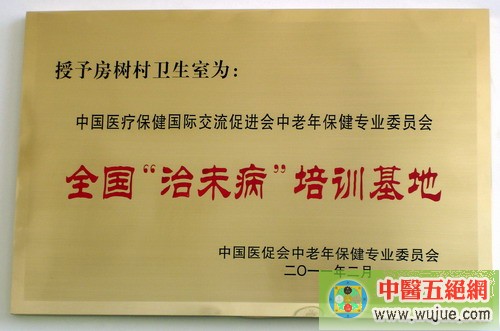 授予房树村卫生室为：
中国医疗保健国际交流促进会中老年保健专业委员会
全国“治未病”培训基地
中国医促会中老年保健专业委员会
二〇一一年二月
中醫五絕網
www.wujue.com